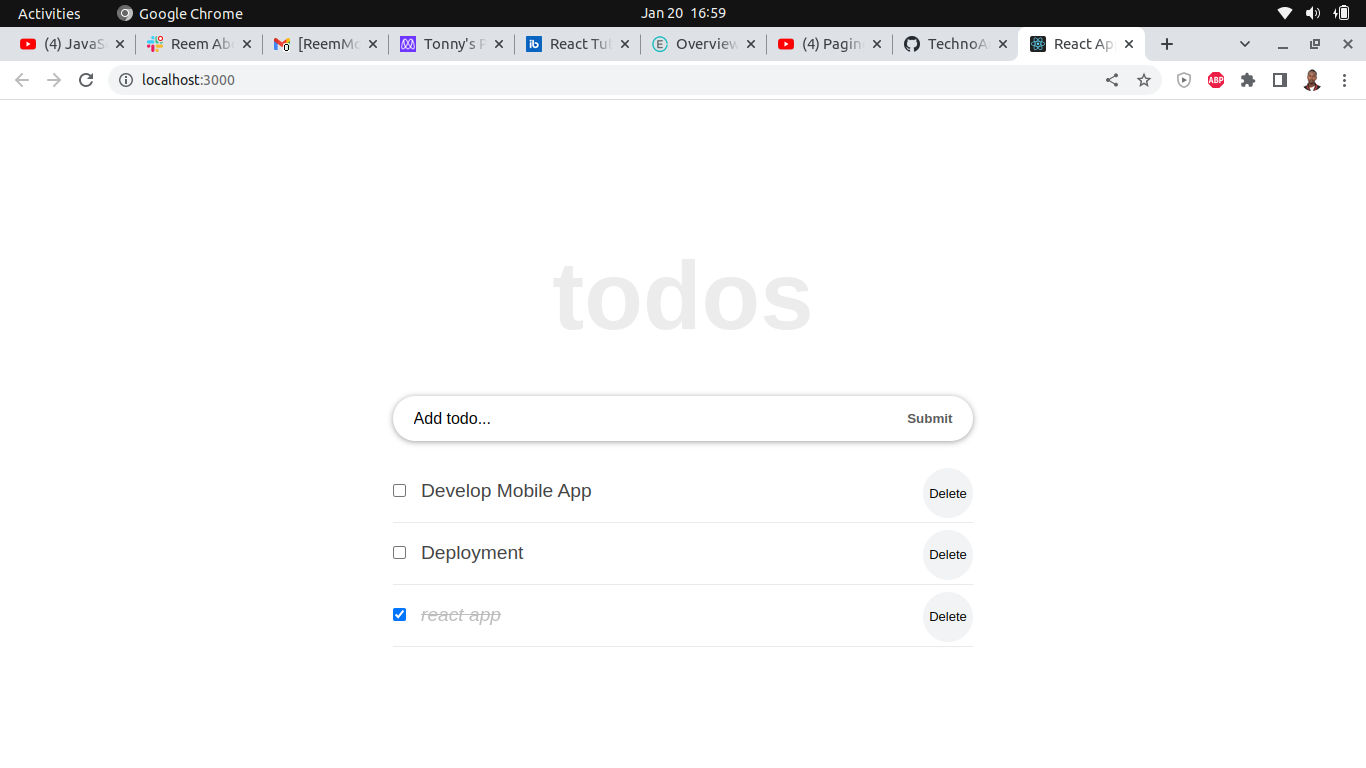 Activities Google Chrome Jan 20 16:59
(4) JavaS Reem Ab [ReemMo Tonny's P React Tu Overview (4) Pagin TechnoA React Ap
localhost:3000 ABP
todos
Add todo... Submit
Develop Mobile App Delete
Deployment Delete
react app Delete